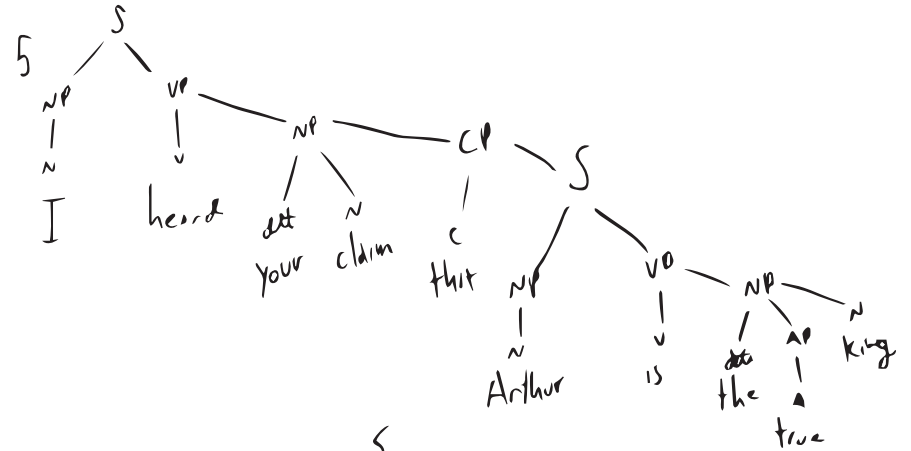 S
5
NP VP
NP CP
S
N V
I heard
det N C
your claim that
NP VP NP
N V det AP N
Arthur is the king
A
true